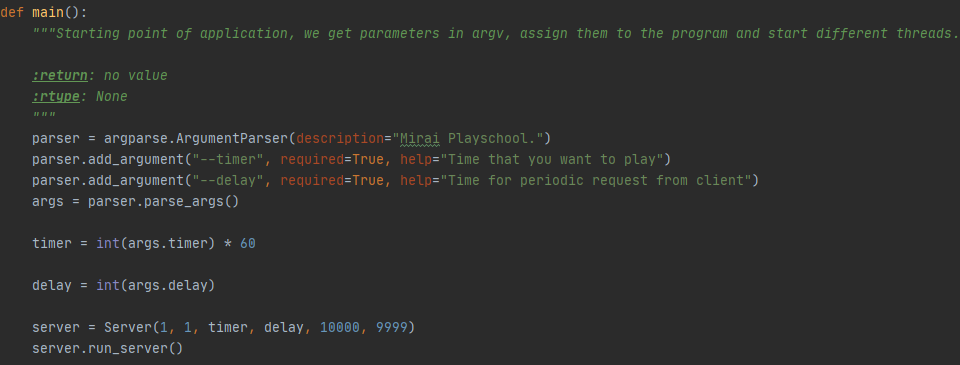 def main():
    """Starting point of application, we get parameters in argv, assign them to the program and start different threads.

    :return: no value
    :rtype: None
    """
    parser = argparse.ArgumentParser(description="Mirai Playschool.")
    parser.add_argument("--timer", required=True, help="Time that you want to play")
    parser.add_argument("--delay", required=True, help="Time for periodic request from client")
    args = parser.parse_args()

    timer = int(args.timer) * 60

    delay = int(args.delay)

    server = Server(1, 1, timer, delay, 10000, 9999)
    server.run_server()